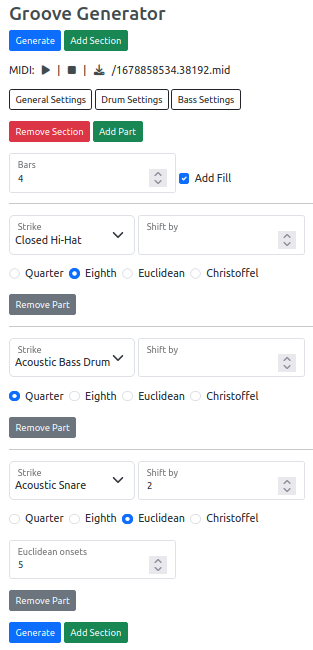 Groove Generator
Generate Add Section
MIDI: | | /1678858534.38192.mid
General Settings Drum Settings Bass Settings
Remove Section Add Part
Bars
4
Add Fill
Strike Shift by
Closed Hi-Hat
Quarter Eighth Euclidean Christoffel
Remove Part
Strike Shift by
Acoustic Bass Drum
Quarter Eighth Euclidean Christoffel
Remove Part
Strike Shift by
Acoustic Snare 2
Quarter Eighth Euclidean Christoffel
Euclidean onsets
5
Remove Part
Generate Add Section